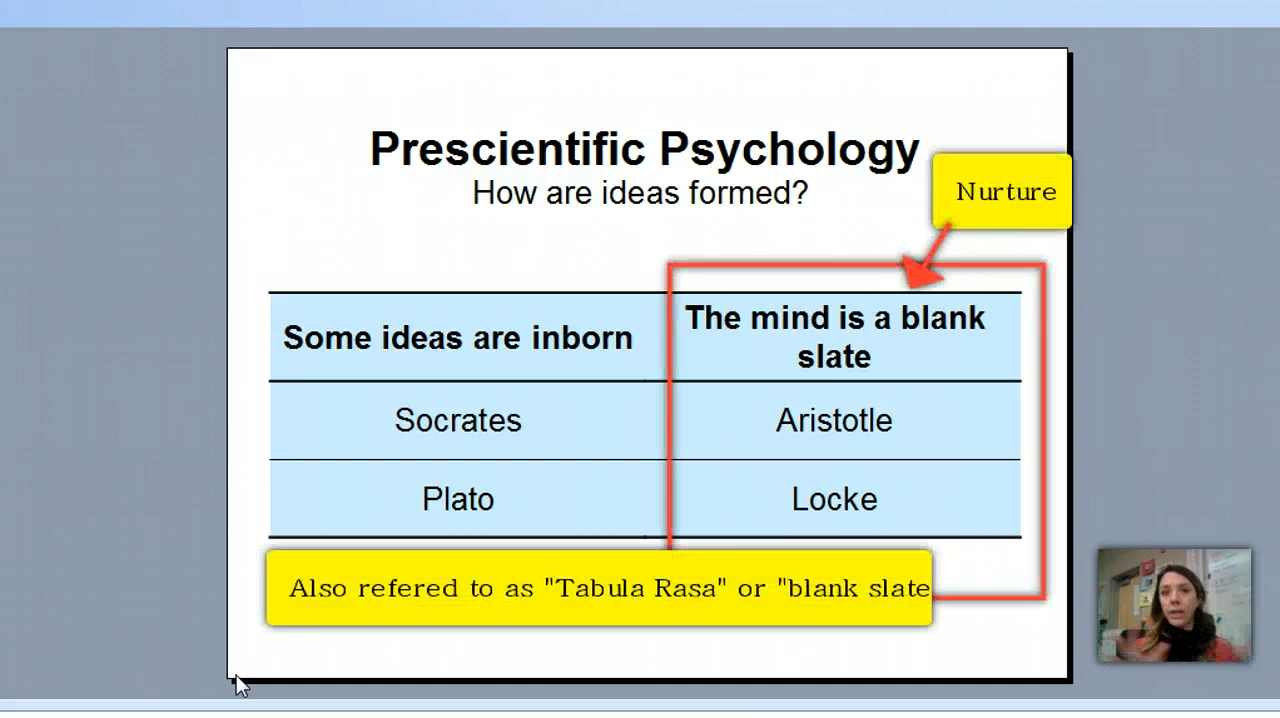 Prescientific Psychology
How are ideas formed?
Nurture
Some ideas are inborn
The mind is a blank
slate
Socrates
Aristotle
Plato
Locke
Also refered to as "Tabula Rasa" or "blank slate